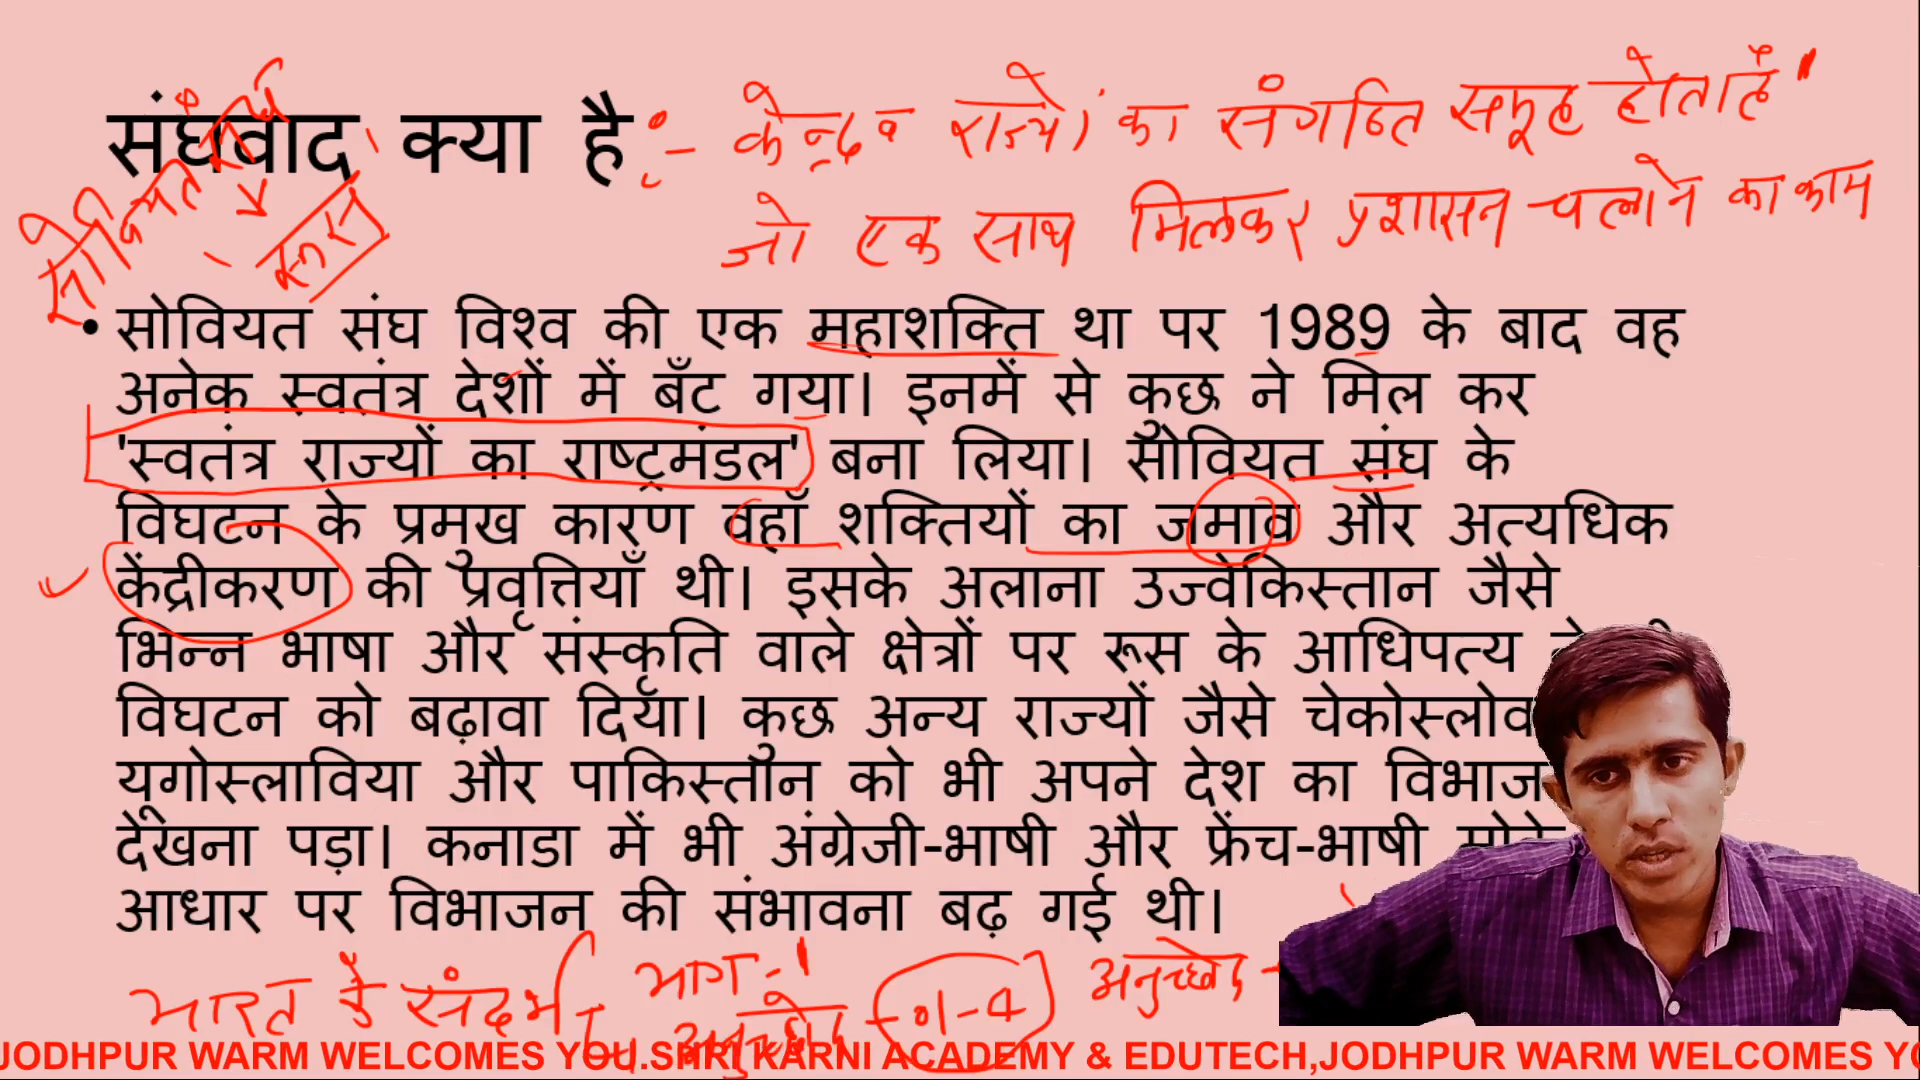 संघवाद क्या है :- केन्द्र व राज्यों का संगठित समूह होता है"
जो एक साथ मिलकर प्रशासन चलाने का काम
सोवियत संघ
रूस
• सोवियत संघ विश्व की एक महाशक्ति था पर 1989 के बाद वह
अनेक स्वतंत्र देशों में बँट गया। इनमें से कुछ ने मिल कर
'स्वतंत्र राज्यों का राष्ट्रमंडल' बना लिया। सोवियत संघ के
विघटन के प्रमुख कारण वहाँ शक्तियों का जमाव और अत्यधिक
केंद्रीकरण की प्रवृत्तियाँ थी। इसके अलाना उज्वेकिस्तान जैसे
भिन्न भाषा और संस्कृति वाले क्षेत्रों पर रूस के आधिपत्य
विघटन को बढ़ावा दिया। कुछ अन्य राज्यों जैसे
यूगोस्लाविया और पाकिस्तान को भी अपने देश का
देखना पड़ा। कनाडा में भी अंग्रेजी-भाषी और फ्रेंच-भाषी
आधार पर विभाजन की संभावना बढ़ गई थी।
भारत के संदर्भ
भाग - 1
अनुच्छेद - 01-4
अनुच्छेद -
JODHPUR WARM WELCOMES YOU.SHRI KARNI ACADEMY & EDUTECH,JODHPUR WARM WELCOMES